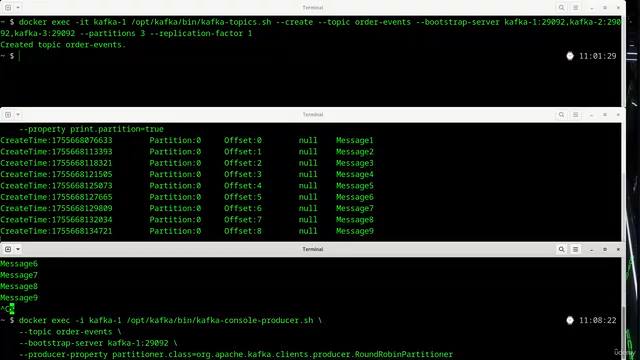 Terminal
~ $ docker exec -it kafka-1 /opt/kafka/bin/kafka-topics.sh --create --topic order-events --bootstrap-server kafka-1:29092,kafka-2:290
92,kafka-3:29092 --partitions 3 --replication-factor 1
Created topic order-events.
~ $ 11:01:29
Terminal
--property print.partition=true
CreateTime:1755668076633 Partition:0 Offset:0 null Message1
CreateTime:1755668113393 Partition:0 Offset:1 null Message2
CreateTime:1755668118321 Partition:0 Offset:2 null Message3
CreateTime:1755668121505 Partition:0 Offset:3 null Message4
CreateTime:1755668125073 Partition:0 Offset:4 null Message5
CreateTime:1755668127665 Partition:0 Offset:5 null Message6
CreateTime:1755668129809 Partition:0 Offset:6 null Message7
CreateTime:1755668132034 Partition:0 Offset:7 null Message8
CreateTime:1755668134721 Partition:0 Offset:8 null Message9
Terminal
Message6
Message7
Message8
Message9
~ $ docker exec -i kafka-1 /opt/kafka/bin/kafka-console-producer.sh \ 11:08:22
--topic order-events \
--bootstrap-server kafka-1:29092 \
--producer-property partitioner.class=org.apache.kafka.clients.producer.RoundRobinPartitioner